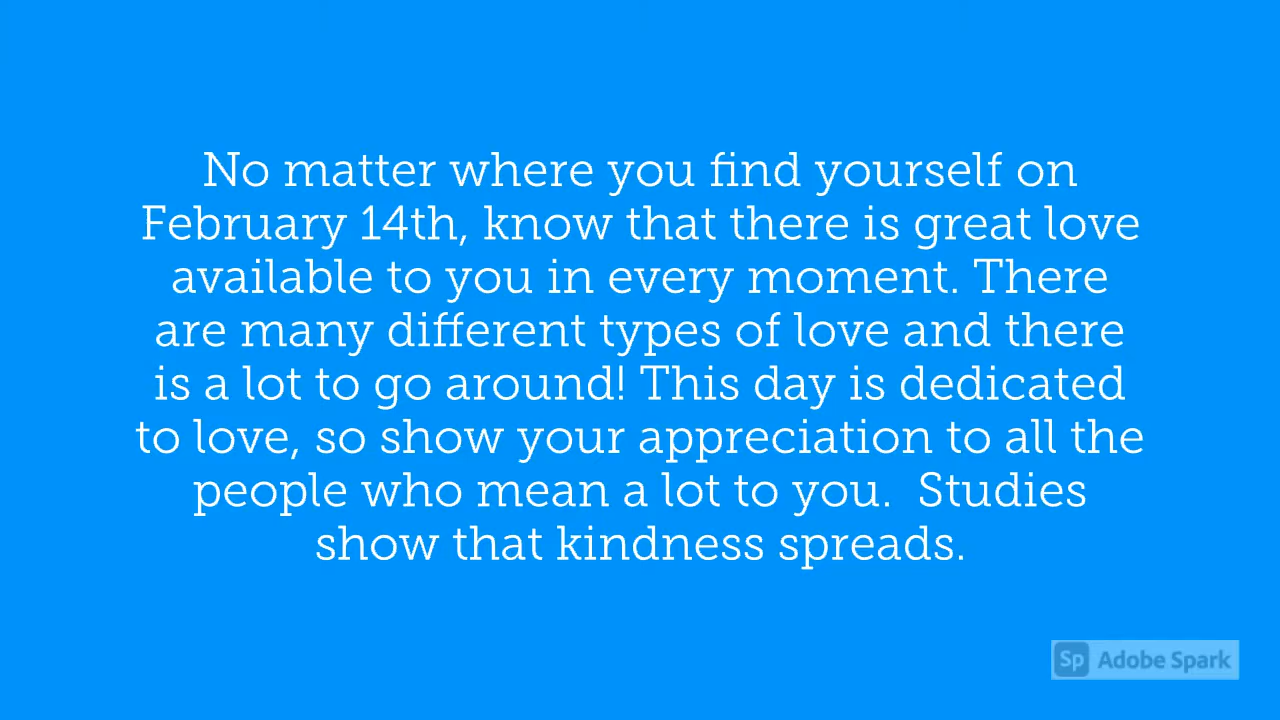 No matter where you find yourself on
February 14th, know that there is great love
available to you in every moment. There
are many different types of love and there
is a lot to go around! This day is dedicated
to love, so show your appreciation to all the
people who mean a lot to you.  Studies
show that kindness spreads.
Sp Adobe Spark